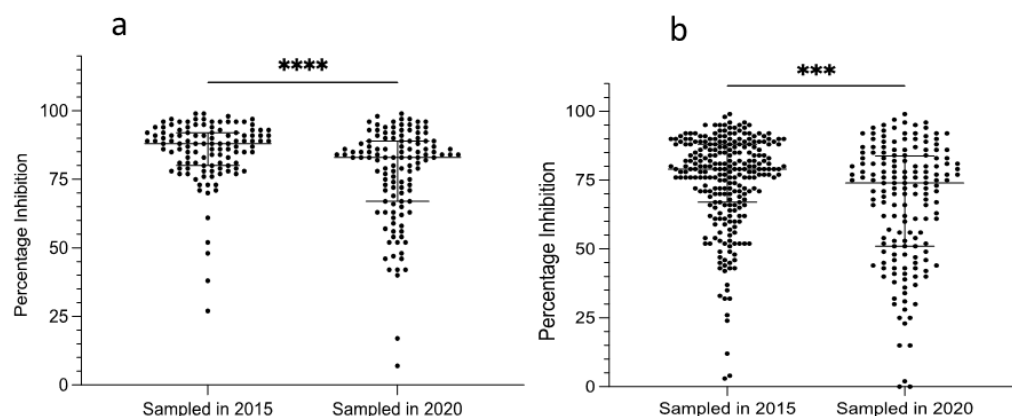 a
****
Percentage Inhibition
100
75
50
25
0
Sampled in 2015
Sampled in 2020
b
***
Percentage Inhibition
100
75
50
25
0
Sampled in 2015
Sampled in 2020